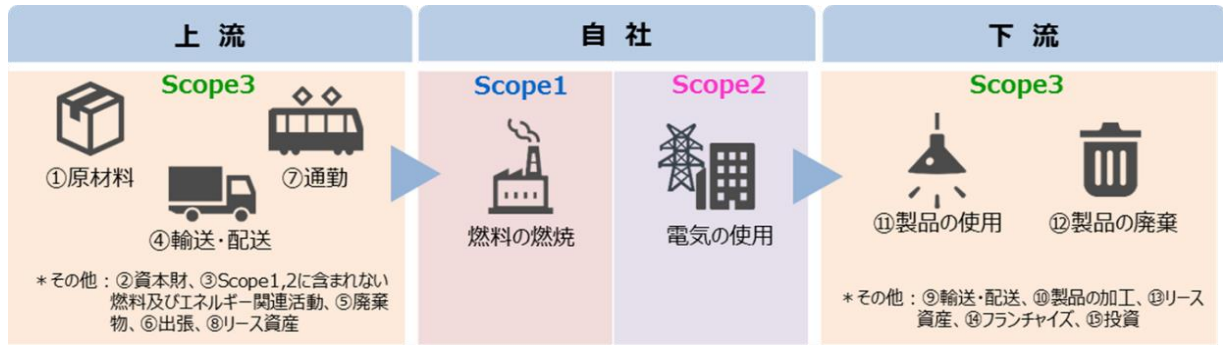 上 流
Scope3
①原材料
⑦通勤
④輸送・配送
＊その他：②資本財、③Scope1,2に含まれない
燃料及びエネルギー関連活動、⑤廃棄
物、⑥出張、⑧リース資産
自 社
Scope1
燃料の燃焼
Scope2
電気の使用
下 流
Scope3
⑪製品の使用
⑫製品の廃棄
＊その他：⑨輸送・配送、⑩製品の加工、⑬リース
資産、⑭フランチャイズ、⑮投資